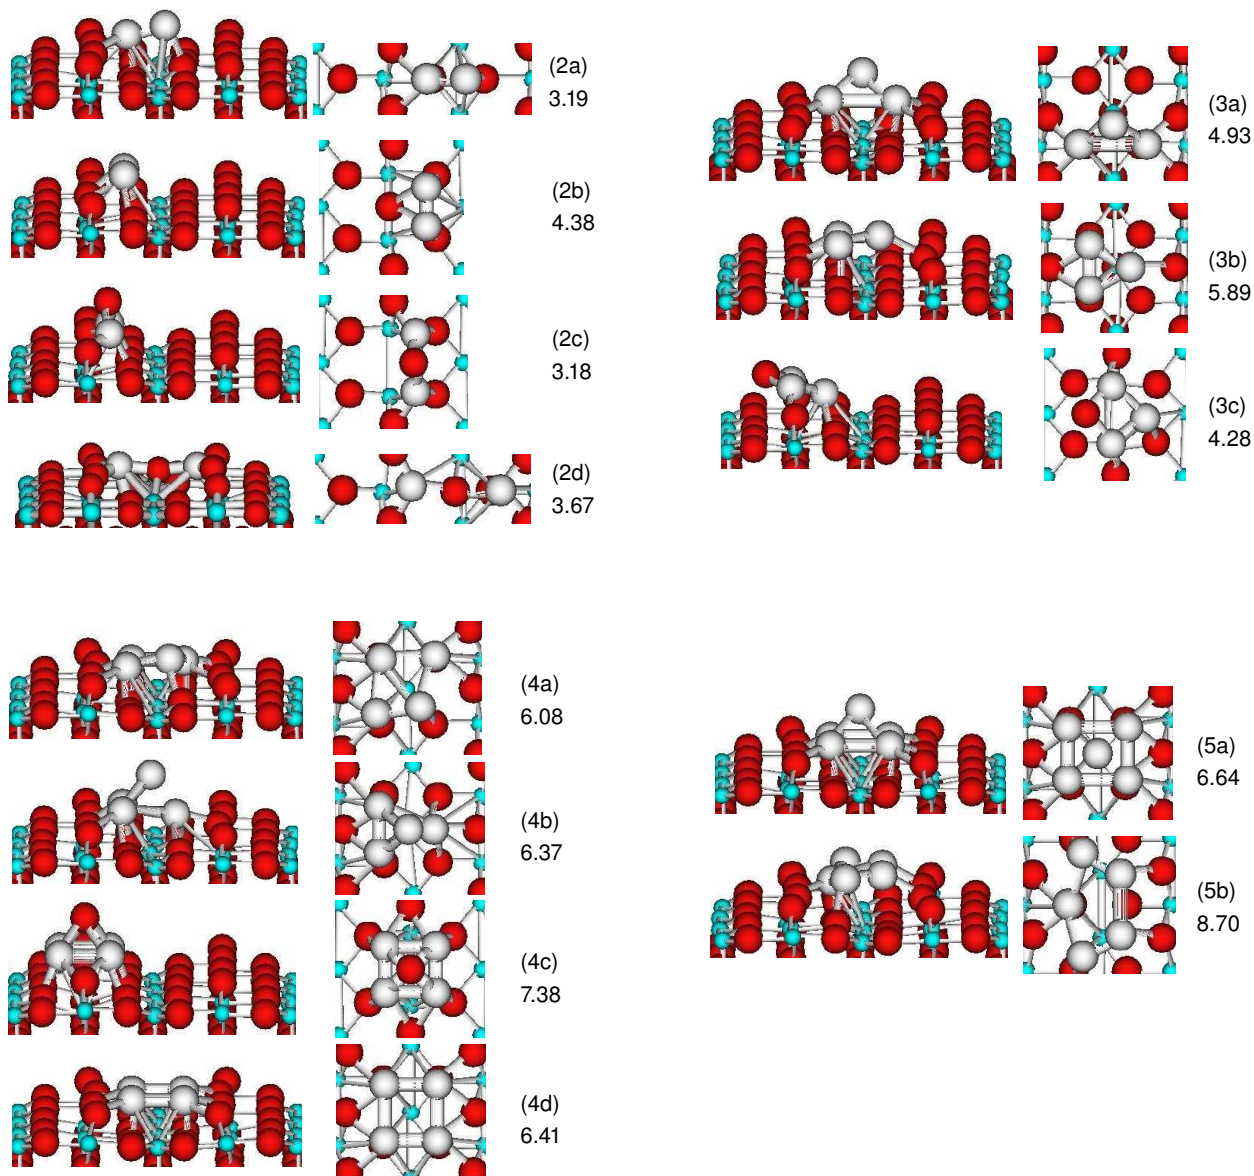 (2a)
3.19
(2b)
4.38
(2c)
3.18
(2d)
3.67
(3a)
4.93
(3b)
5.89
(3c)
4.28
(4a)
6.08
(4b)
6.37
(4c)
7.38
(4d)
6.41
(5a)
6.64
(5b)
8.70